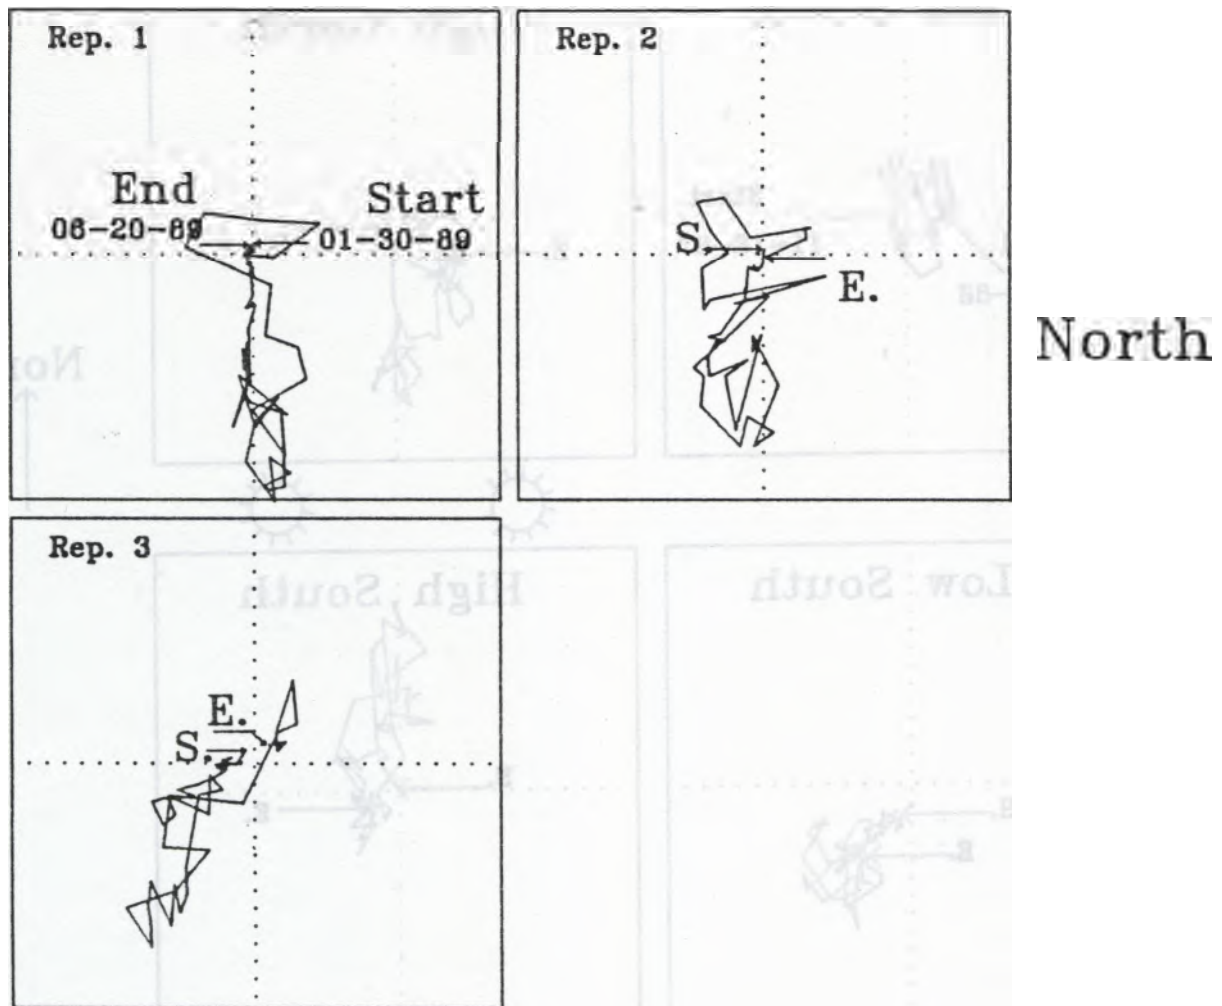 Rep. 1
Rep. 2
End
Start
06-20-89
01-30-89
S.
E.
North
Rep. 3
E.
S.
High South
Low South